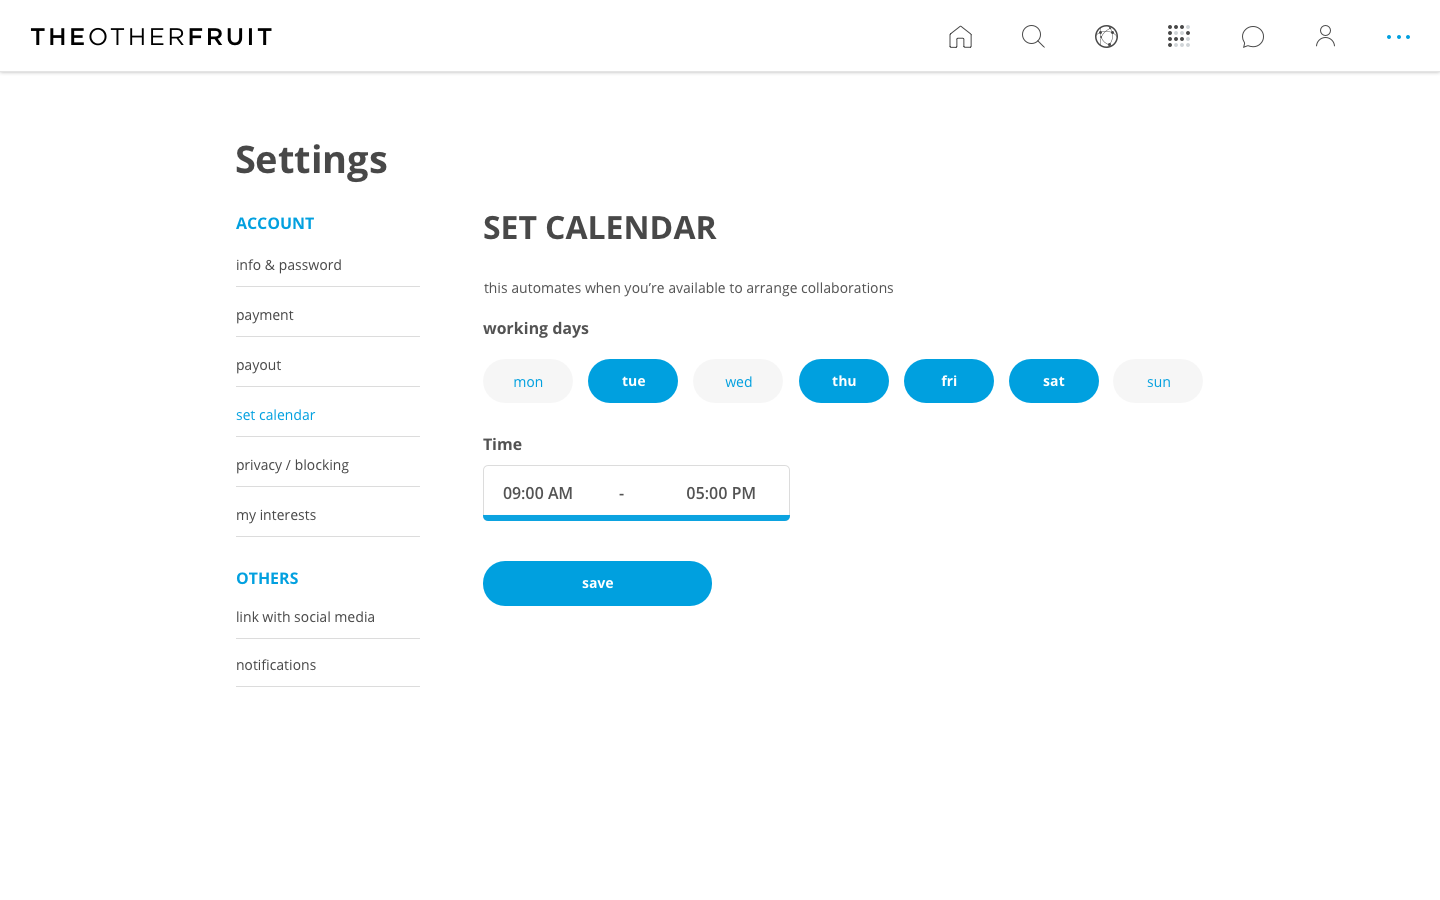 THEOTHERFRUIT
Settings
ACCOUNT
info & password
payment
payout
set calendar
privacy / blocking
my interests
OTHERS
link with social media
notifications
SET CALENDAR
this automates when you’re available to arrange collaborations
working days
mon tue wed thu fri sat sun
Time
09:00 AM - 05:00 PM
save